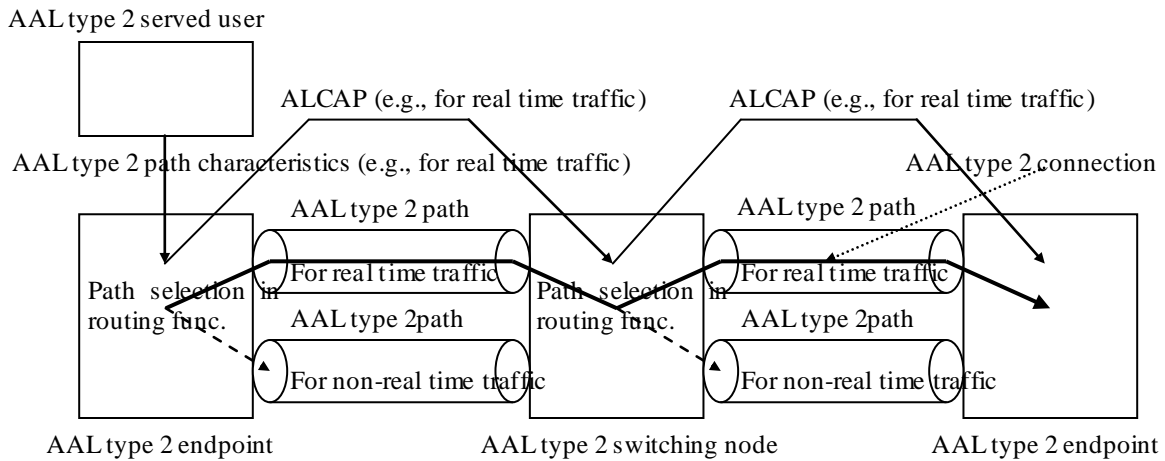 AAL type 2 served user
ALCAP (e.g., for real time traffic)
ALCAP (e.g., for real time traffic)
AAL type 2 path characteristics (e.g., for real time traffic)
AAL type 2 connection
AAL type 2 path
AAL type 2 path
For real time traffic
For real time traffic
Path selection in
routing func.
Path selection in
routing func.
AAL type 2path
AAL type 2path
For non-real time traffic
For non-real time traffic
AAL type 2 endpoint
AAL type 2 switching node
AAL type 2 endpoint